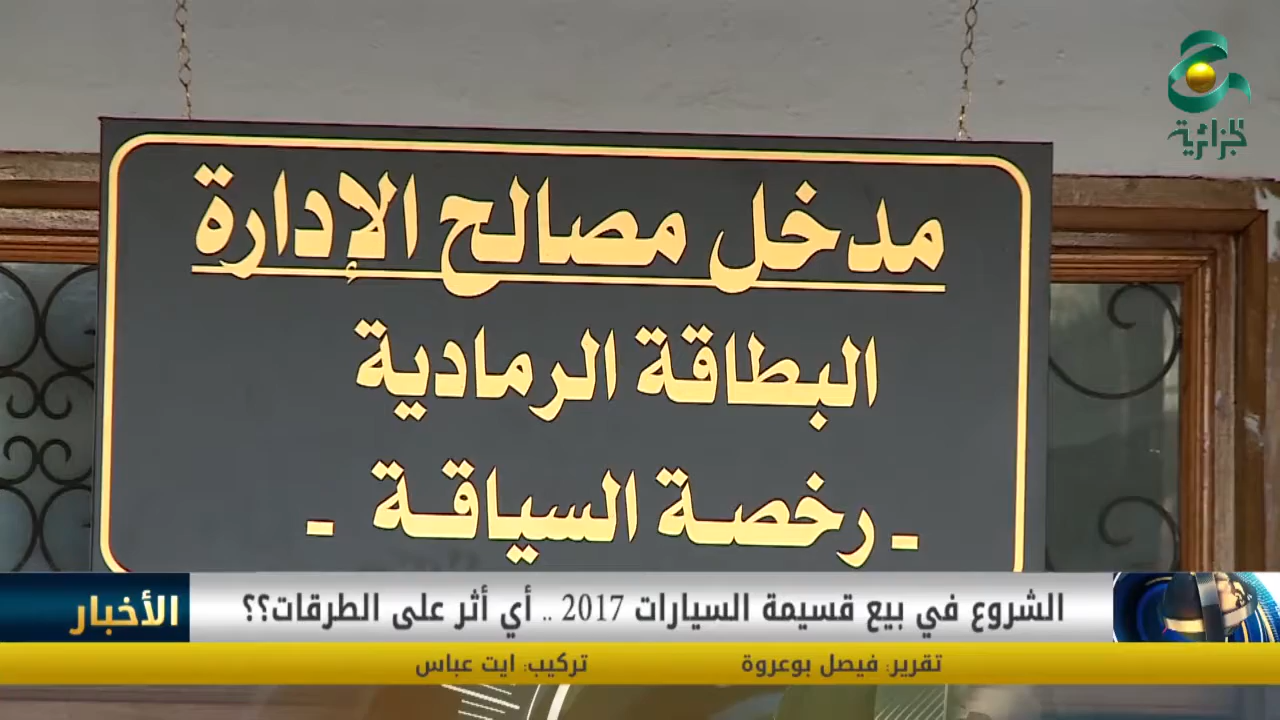 الجزائرية
مدخل مصالح الإدارة
البطاقة الرمادية
- رخصة السياقة -
الشروع في بيع قسيمة السيارات 2017 .. أي أثر على الطرقات؟؟
الأخبار
تقرير: فيصل بوعروة
تركيب: ايت عباس